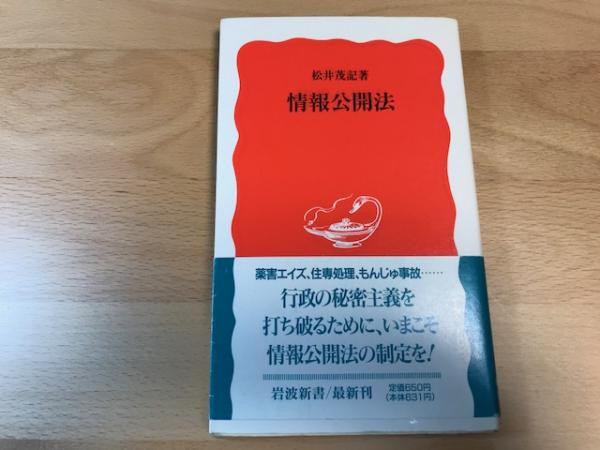 松井茂記著
情報公開法
薬害エイズ、住専処理、もんじゅ事故……
行政の秘密主義を
打ち破るために、いまこそ
情報公開法の制定を!
岩波新書/最新刊
定価650円
(本体631円)